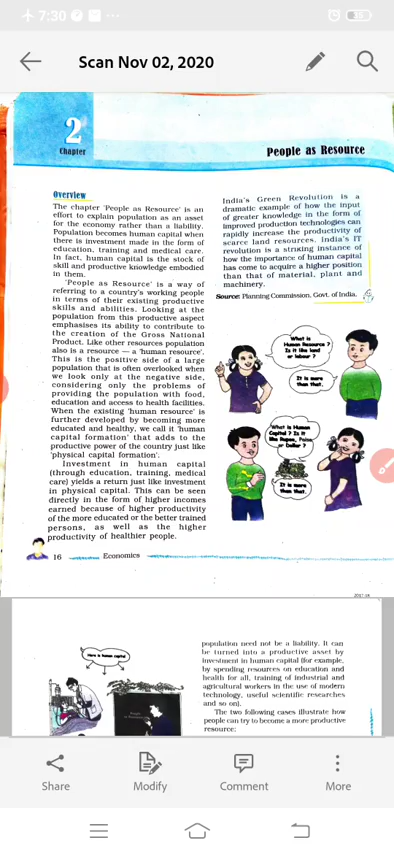 7:30
Scan Nov 02, 2020
2
Chapter
People as Resource
Overview
The chapter 'People as Resource' is an
effort to explain population as an asset
for the economy rather than a liability.
Population becomes human capital when
there is investment made in the form of
education, training and medical care.
In fact, human capital is the stock of
skill and productive knowledge embodied
in them.
'People as Resource' is a way of
referring to a country's working people
in terms of their existing productive
skills and abilities. Looking at the
population from this productive aspect
emphasises its ability to contribute to
the creation of the Gross National
Product. Like other resources population
also is a resource — a 'human resource'.
This is the positive side of a large
population that is often overlooked when
we look only at the negative side,
considering only the problems of
providing the population with food,
education and access to health facilities.
When the existing 'human resource' is
further developed by becoming more
educated and healthy, we call it 'human
capital formation' that adds to the
productive power of the country just like
'physical capital formation'.
Investment in human capital
(through education, training, medical
care) yields a return just like investment
in physical capital. This can be seen
directly in the form of higher incomes
earned because of higher productivity
of the more educated or the better trained
persons, as well as the higher
productivity of healthier people.
India's Green Revolution is a
dramatic example of how the input
of greater knowledge in the form of
improved production technologies can
rapidly increase the productivity of
scarce land resources. India's IT
revolution is a striking instance of
how the importance of human capital
has come to acquire a higher position
than that of material, plant and
machinery.
Source: Planning Commission, Govt. of India.
What is
Human Resource ?
Is it like land
or labour ?
It is more
than that.
What is Human
Capital ? Is it
like Rupee, Paise
or Dollar ?
It is more
than that.
16
Economics
Here is human capital
population need not be a liability. It can
be turned into a productive asset by
investment in human capital (for example,
by spending resources on education and
health for all, training of industrial and
agricultural workers in the use of modern
technology, useful scientific researches
and so on).
The two following cases illustrate how
people can try to become a more productive
resource:
Share
Modify
Comment
More